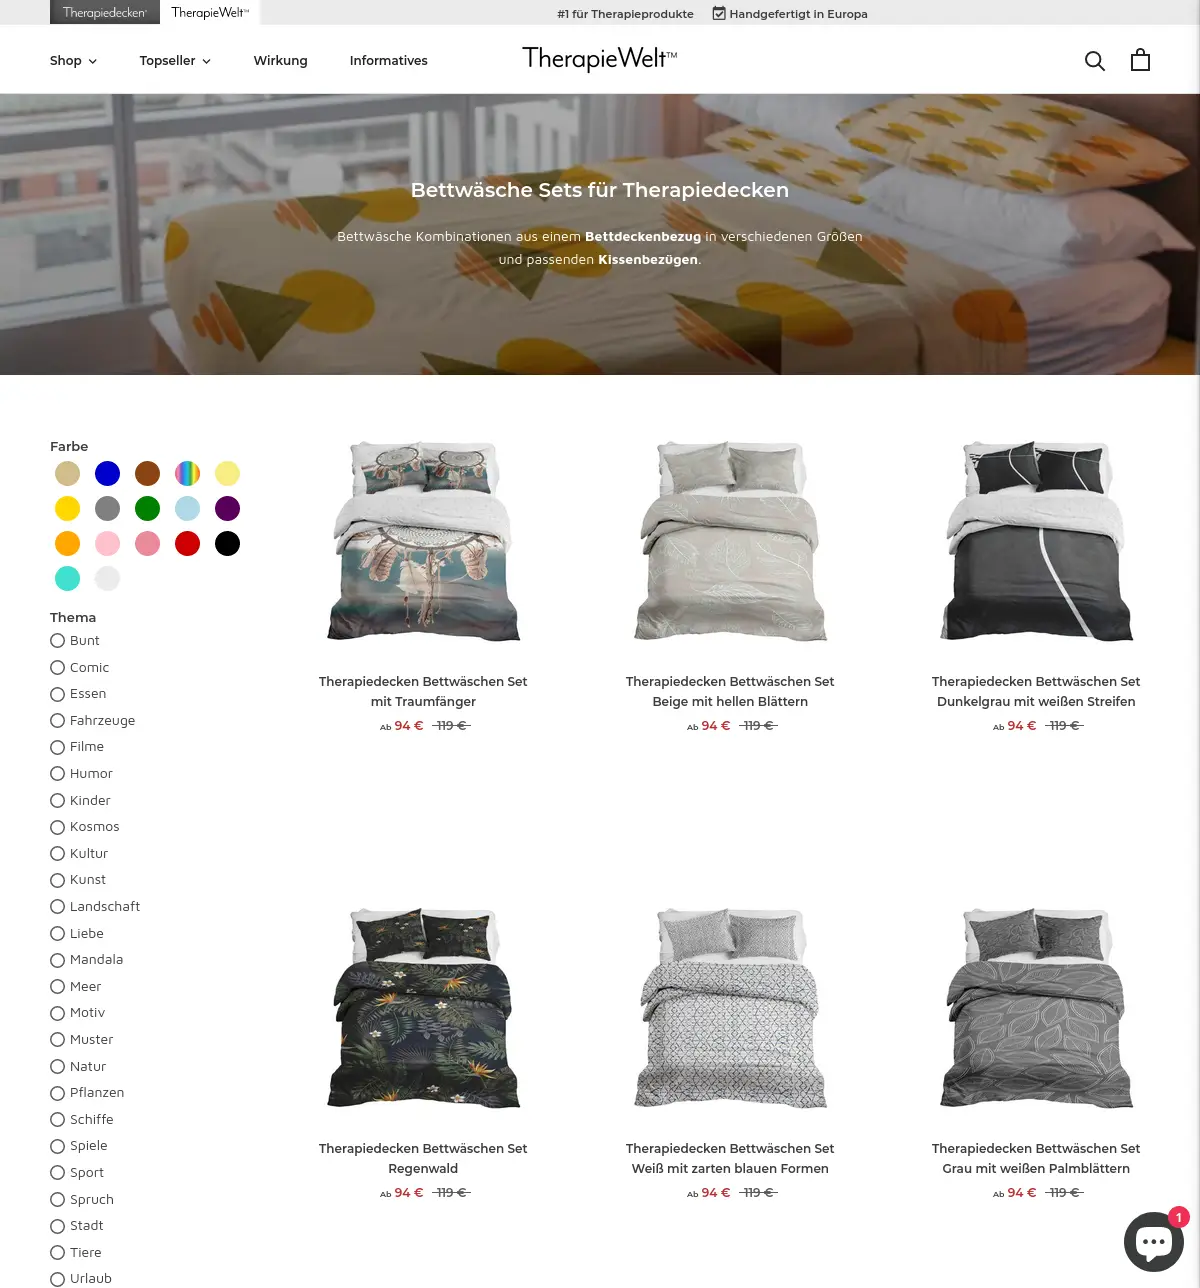 Therapiedecken
TherapieWelt™
#1 für Therapieprodukte
Handgefertigt in Europa
Shop
Topseller
Wirkung
Informatives
TherapieWelt™
Bettwäsche Sets für Therapiedecken
Bettwäsche Kombinationen aus einem Bettdeckenbezug in verschiedenen Größen
und passenden Kissenbezügen.
Farbe
Thema
Bunt
Comic
Essen
Fahrzeuge
Filme
Humor
Kinder
Kosmos
Kultur
Kunst
Landschaft
Liebe
Mandala
Meer
Motiv
Muster
Natur
Pflanzen
Schiffe
Spiele
Sport
Spruch
Stadt
Tiere
Urlaub
Therapiedecken Bettwäschen Set
mit Traumfänger
Ab 94 € 119 €
Therapiedecken Bettwäschen Set
Beige mit hellen Blättern
Ab 94 € 119 €
Therapiedecken Bettwäschen Set
Dunkelgrau mit weißen Streifen
Ab 94 € 119 €
Therapiedecken Bettwäschen Set
Regenwald
Ab 94 € 119 €
Therapiedecken Bettwäschen Set
Weiß mit zarten blauen Formen
Ab 94 € 119 €
Therapiedecken Bettwäschen Set
Grau mit weißen Palmblättern
Ab 94 € 119 €
1